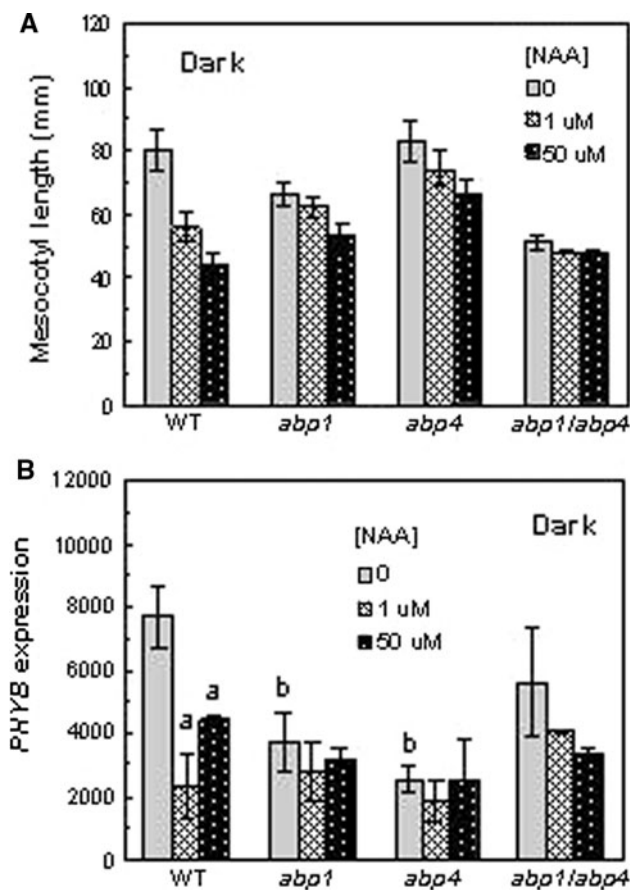 A
Mesocotyl length (mm)
120
100
80
60
40
20
0
Dark
[NAA]
0
1 uM
50 uM
WT
abp1
abp4
abp1/abp4
B
PHYB expression
12000
10000
8000
6000
4000
2000
0
Dark
[NAA]
0
1 uM
50 uM
a
a
b
b
WT
abp1
abp4
abp1/abp4